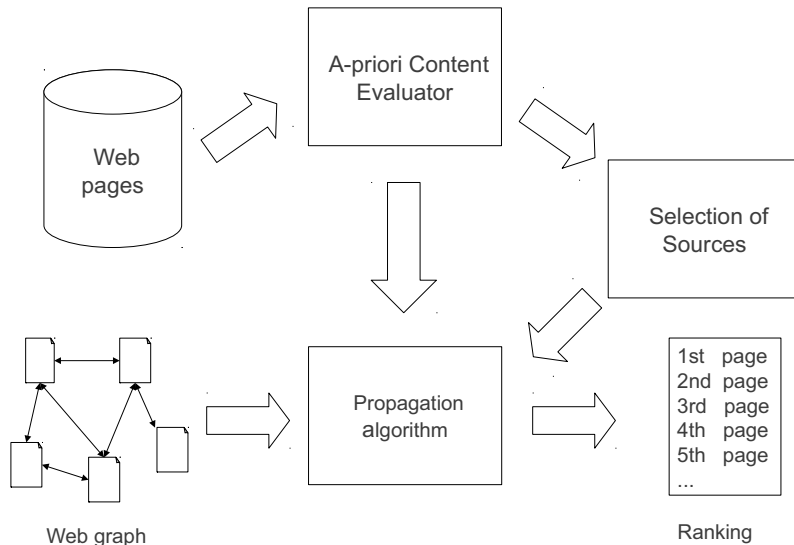 A-priori Content
Evaluator
Web
pages
Selection of
Sources
1st page
2nd page
3rd page
4th page
5th page
...
Propagation
algorithm
Web graph
Ranking